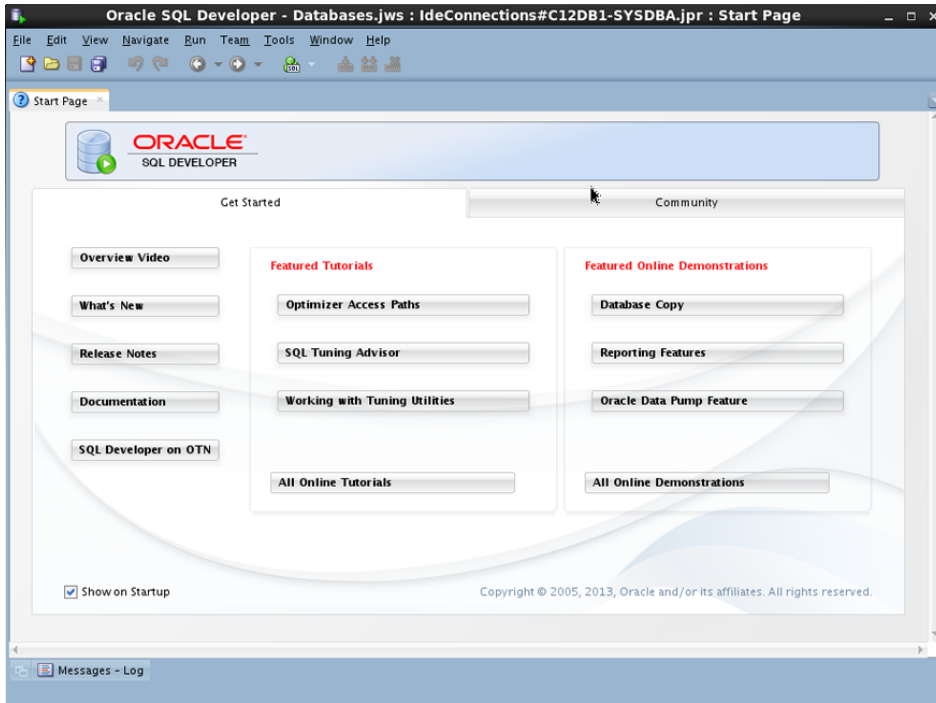 Oracle SQL Developer - Databases.jws : IdeConnections#C12DB1-SYSDBA.jpr : Start Page
File Edit View Navigate Run Team Tools Window Help
SQL
Start Page
ORACLE
SQL DEVELOPER
Get Started
Community
Overview Video
What's New
Release Notes
Documentation
SQL Developer on OTN
Featured Tutorials
Optimizer Access Paths
SQL Tuning Advisor
Working with Tuning Utilities
All Online Tutorials
Featured Online Demonstrations
Database Copy
Reporting Features
Oracle Data Pump Feature
All Online Demonstrations
Show on Startup
Copyright © 2005, 2013, Oracle and/or its affiliates. All rights reserved.
Messages - Log